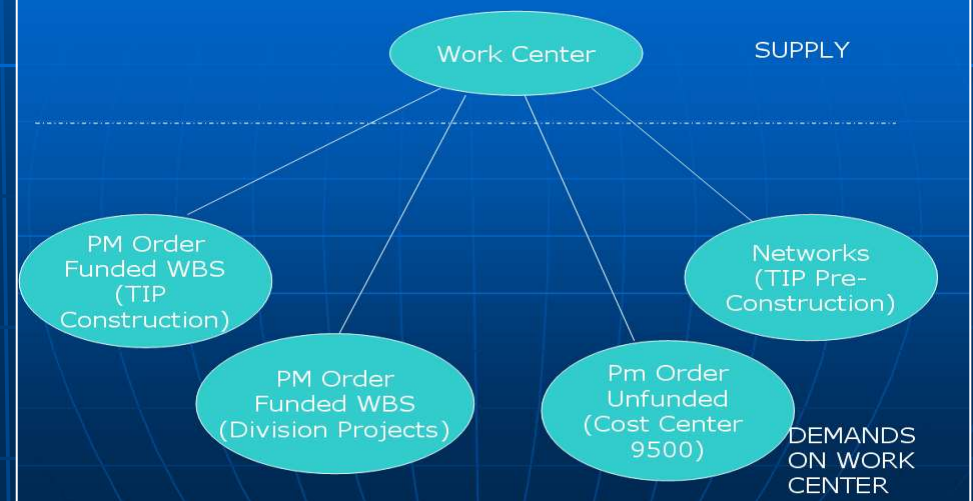 Work Center
SUPPLY
PM Order
Funded WBS
(TIP
Construction)
Networks
(TIP Pre-
Construction)
PM Order
Funded WBS
(Division Projects)
Pm Order
Unfunded
(Cost Center
9500)
DEMANDS
ON WORK
CENTER